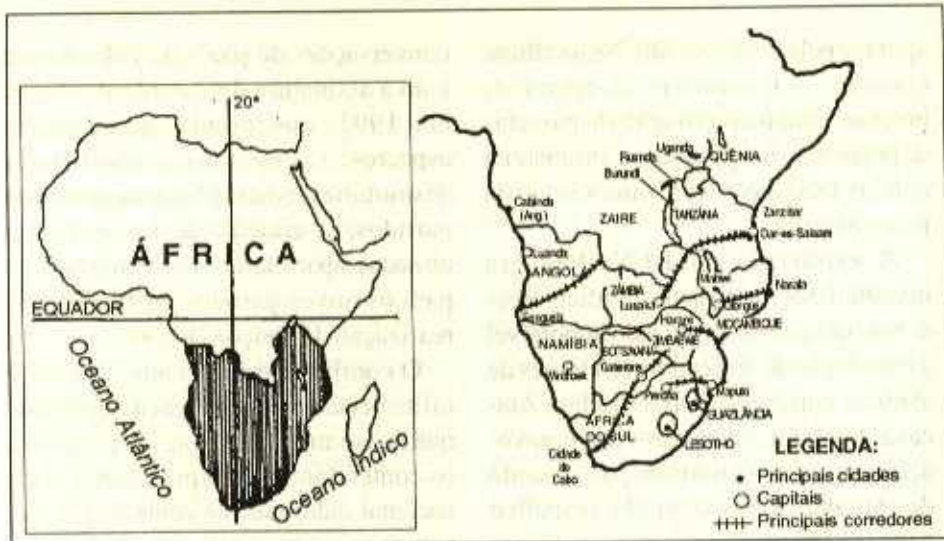 20°
ÁFRICA
EQUADOR
Oceano Atlântico
Oceano Índico
Uganda
QUÊNIA
Ruanda
Burundi
Cabinda (Ang.)
ZAIRE
TANZÂNIA
Zanzibar
Dar-es-Salaam
Luanda
ANGOLA
ZÂMBIA
Malawi
Nacala
Lusaka
Lilongwe
Benguela
Harare
MOÇAMBIQUE
ZIMBABWE
NAMÍBIA
BOTSWANA
Windhoek
Gaborone
Pretória
Maputo
SUAZILÂNDIA
ÁFRICA DO SUL
LESOTHO
Cidade do Cabo
LEGENDA:
Principais cidades
Capitais
Principais corredores